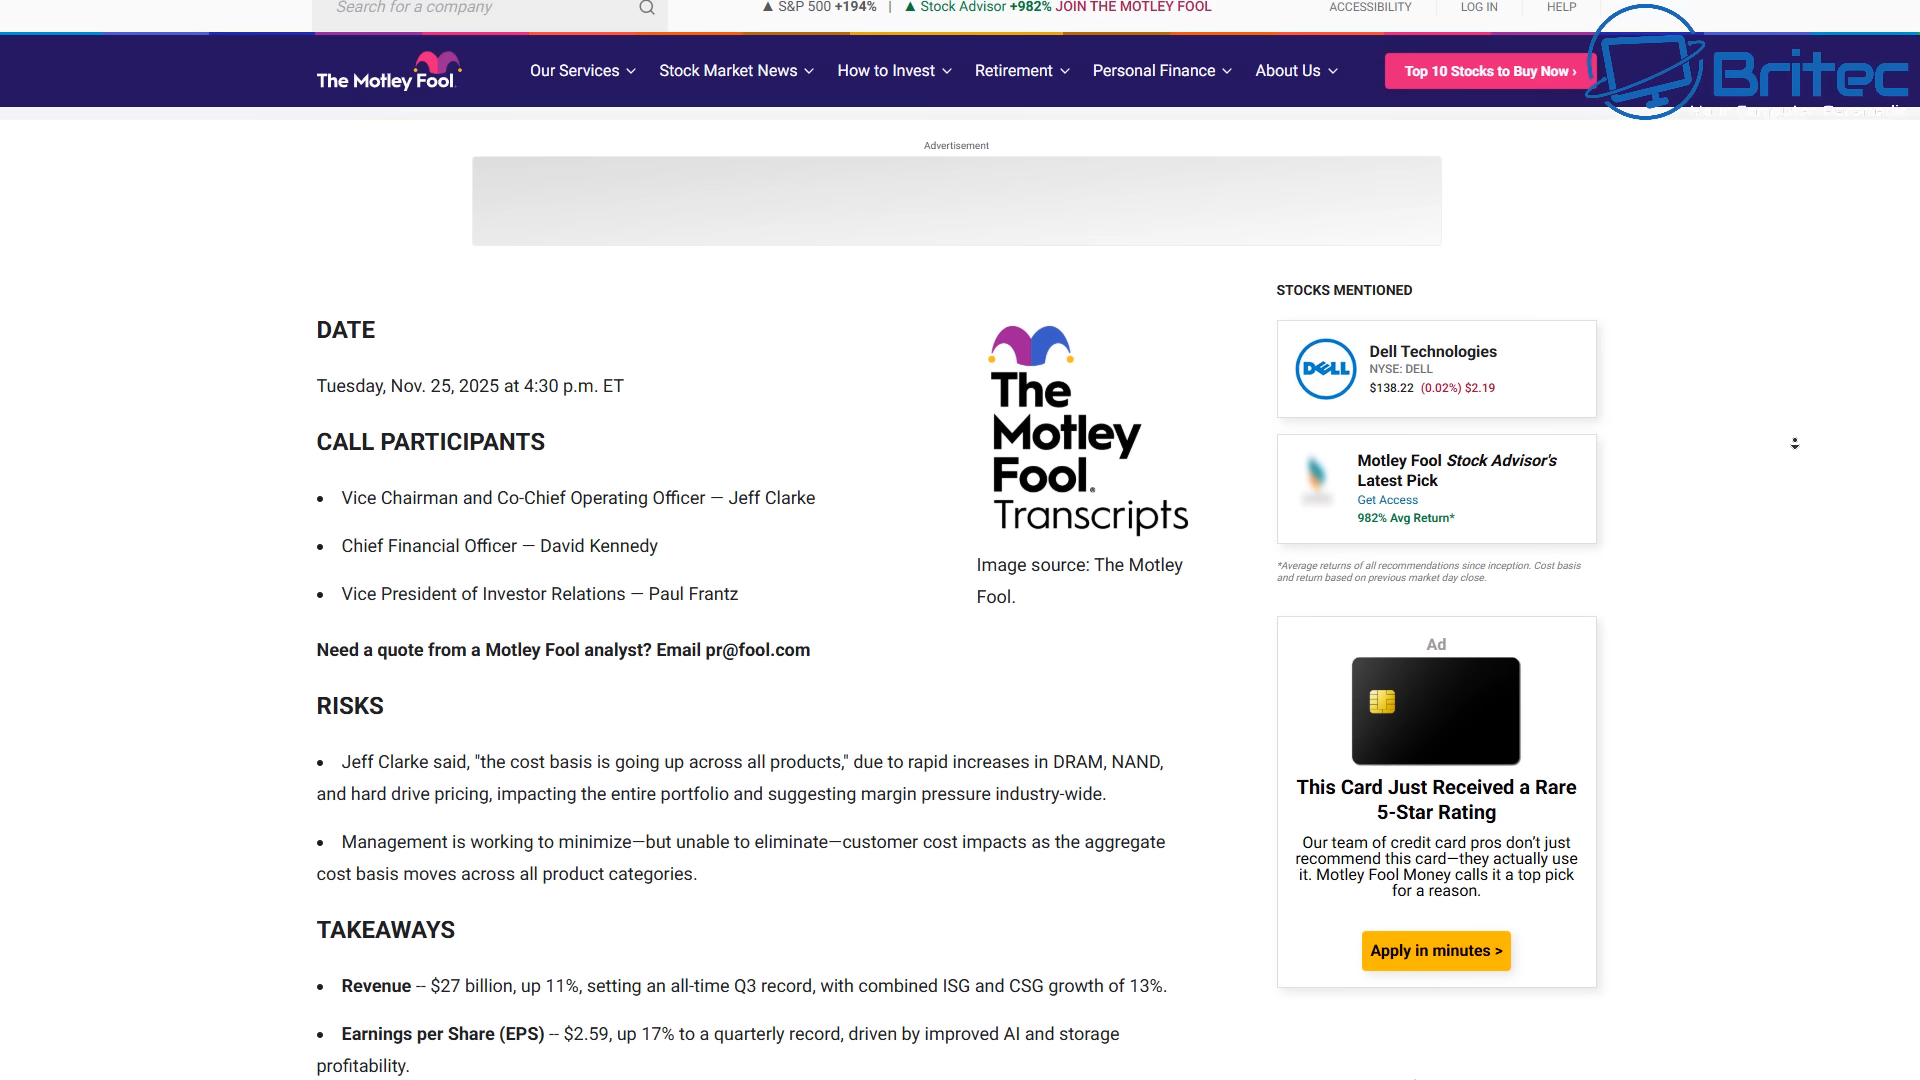 Search for a company
▲ S&P 500 +194% | ▲ Stock Advisor +982% JOIN THE MOTLEY FOOL
ACCESSIBILITY LOG IN HELP
The Motley Fool
Our Services Stock Market News How to Invest Retirement Personal Finance About Us Top 10 Stocks to Buy Now ›
Britec
Advertisement
STOCKS MENTIONED
DATE
Tuesday, Nov. 25, 2025 at 4:30 p.m. ET
CALL PARTICIPANTS
• Vice Chairman and Co-Chief Operating Officer — Jeff Clarke
• Chief Financial Officer — David Kennedy
• Vice President of Investor Relations — Paul Frantz
The
Motley
Fool.
Transcripts
Image source: The Motley
Fool.
DELL
Dell Technologies
NYSE: DELL
$138.22 (0.02%) $2.19
Motley Fool Stock Advisor's
Latest Pick
Get Access
982% Avg Return*
*Average returns of all recommendations since inception. Cost basis
and return based on previous market day close.
Need a quote from a Motley Fool analyst? Email pr@fool.com
RISKS
• Jeff Clarke said, "the cost basis is going up across all products," due to rapid increases in DRAM, NAND,
and hard drive pricing, impacting the entire portfolio and suggesting margin pressure industry-wide.
• Management is working to minimize—but unable to eliminate—customer cost impacts as the aggregate
cost basis moves across all product categories.
TAKEAWAYS
• Revenue -- $27 billion, up 11%, setting an all-time Q3 record, with combined ISG and CSG growth of 13%.
• Earnings per Share (EPS) -- $2.59, up 17% to a quarterly record, driven by improved AI and storage
profitability.
Ad
This Card Just Received a Rare
5-Star Rating
Our team of credit card pros don’t just
recommend this card—they actually use
it. Motley Fool Money calls it a top pick
for a reason.
Apply in minutes >